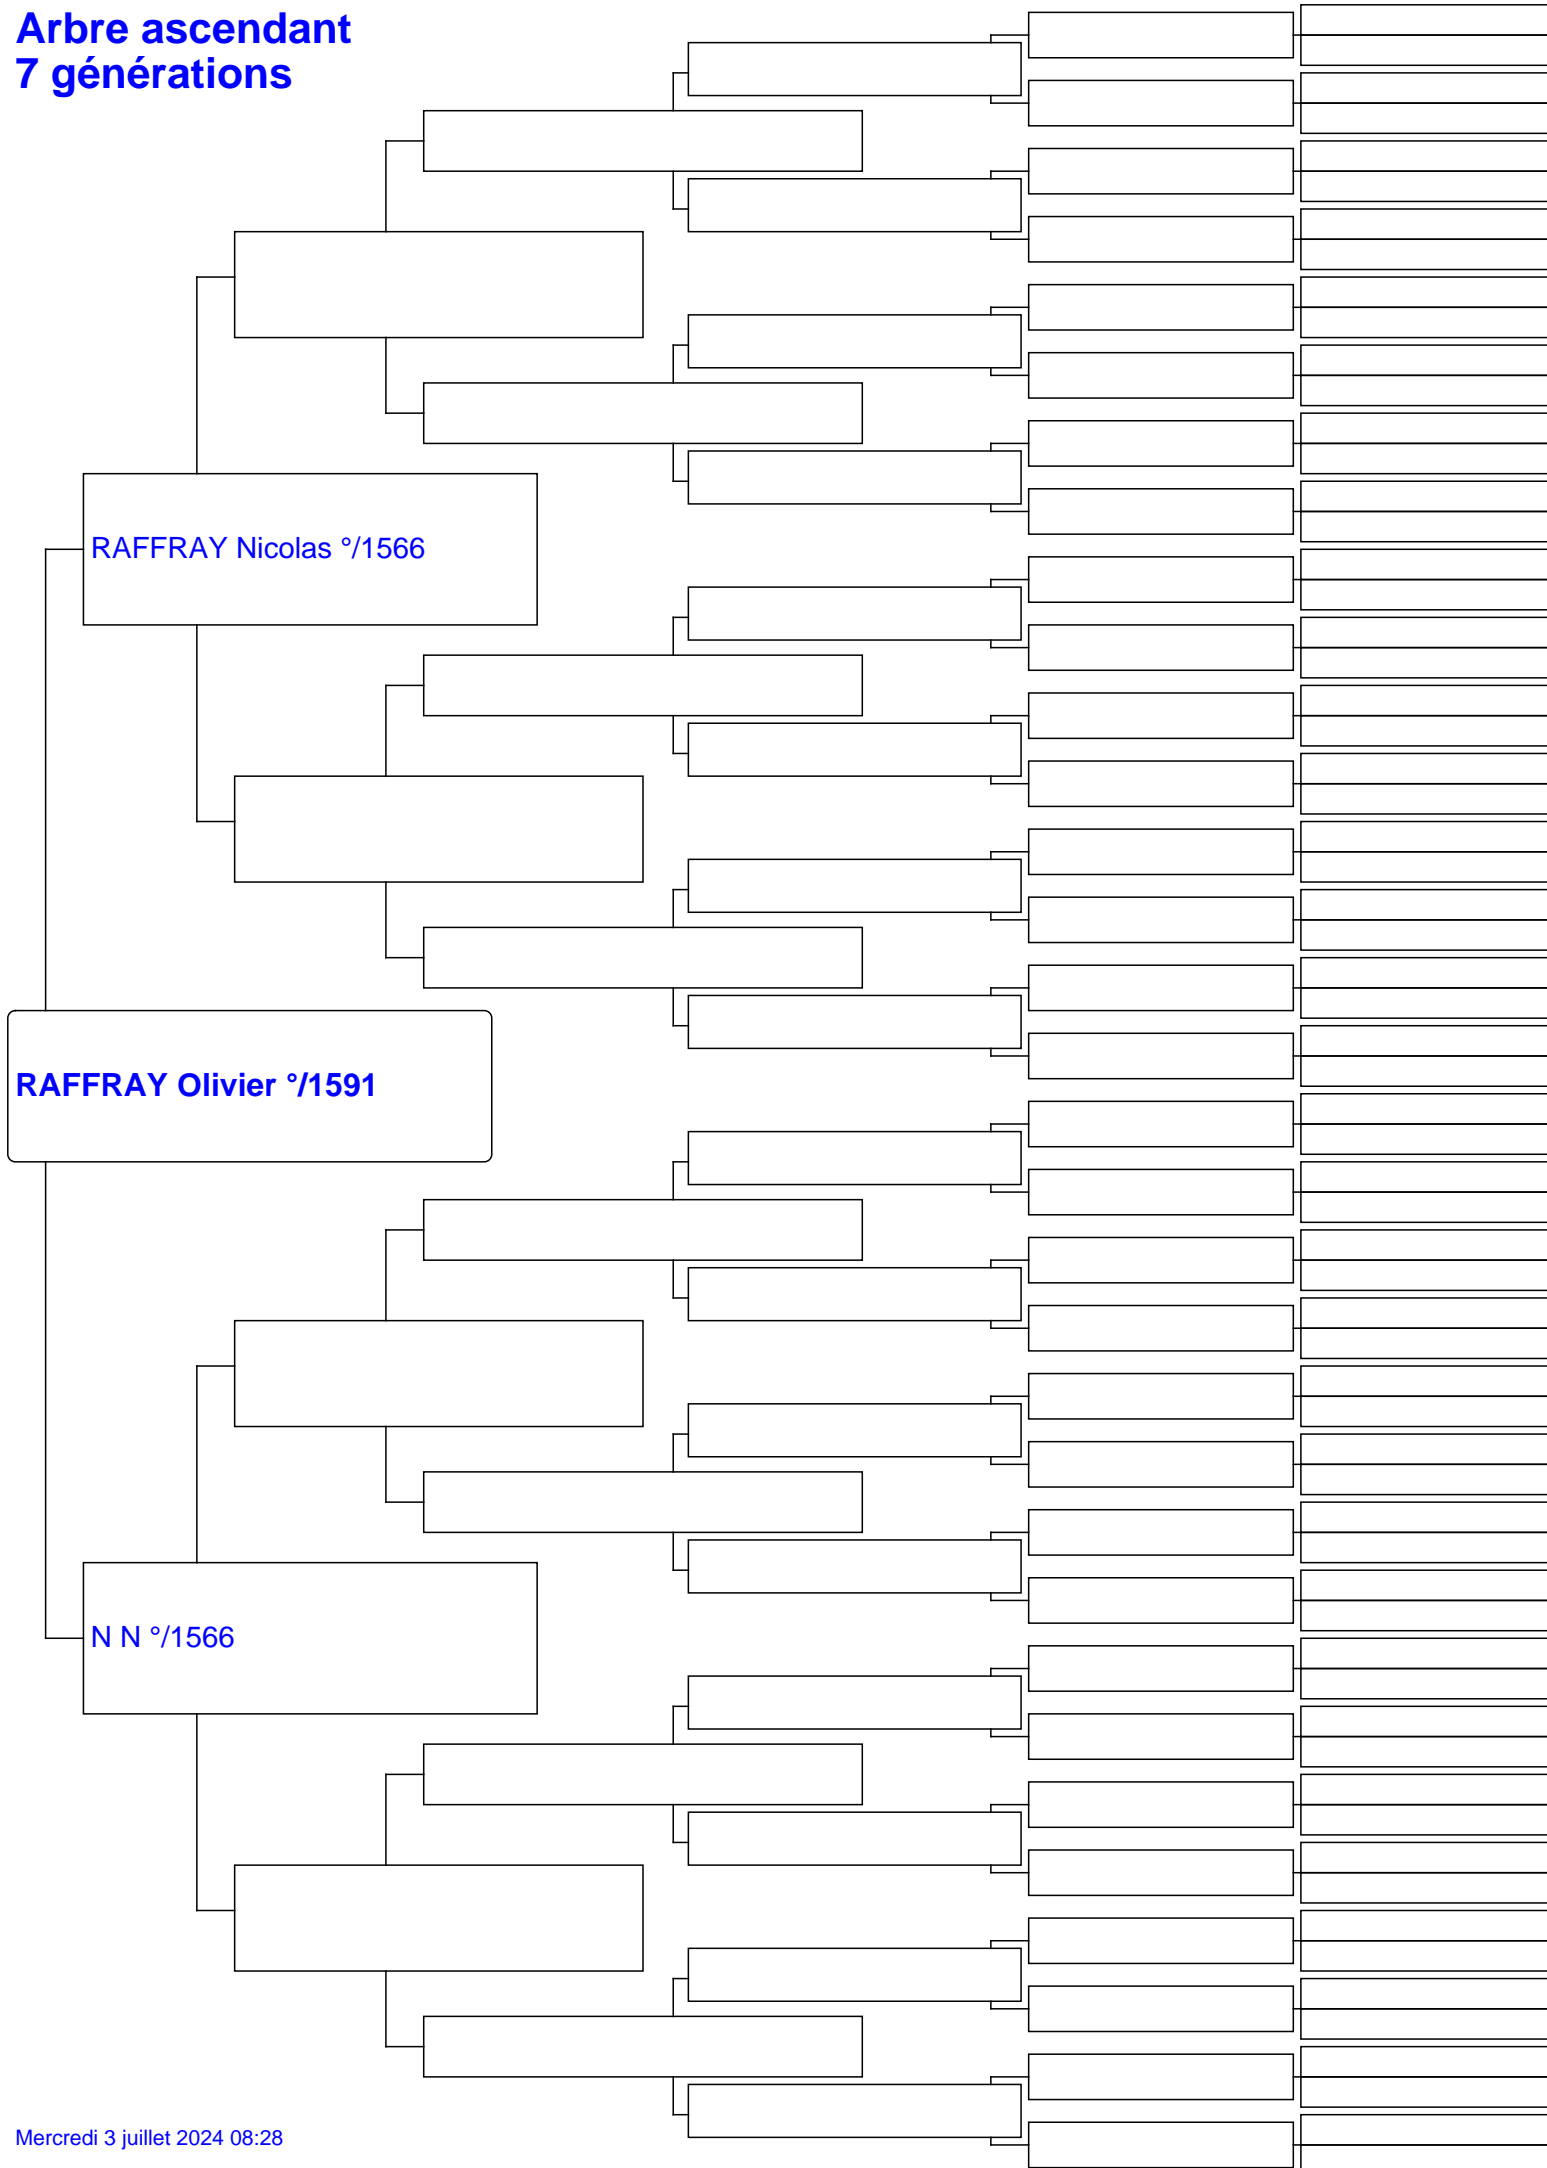 Arbre ascendant
7 générations
RAFFRAY Nicolas °/1566
RAFFRAY Olivier °/1591
N N °/1566
Mercredi 3 juillet 2024 08:28